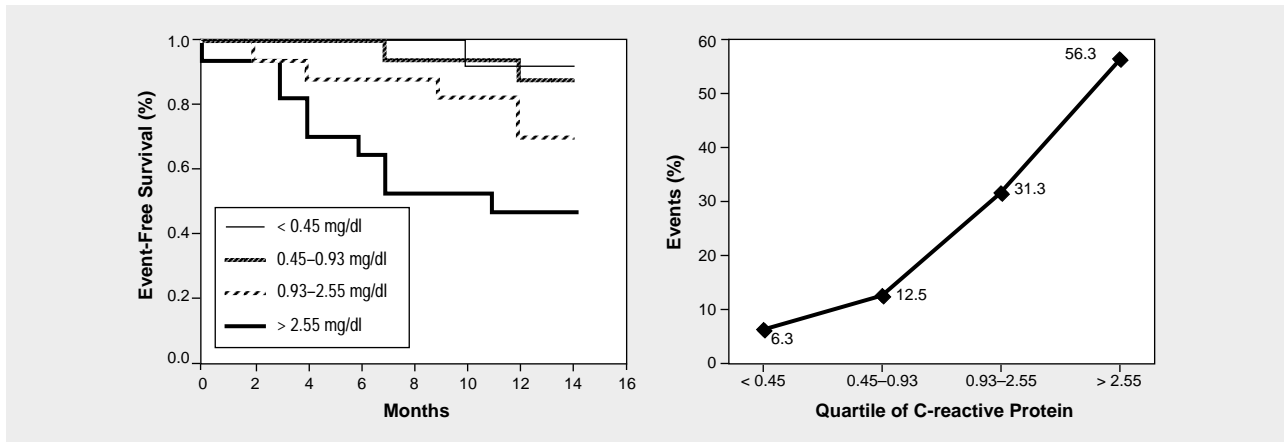 1.0
0.8
0.6
0.4
0.2
0.0
Event-Free Survival (%)
< 0.45 mg/dl
0.45–0.93 mg/dl
0.93–2.55 mg/dl
> 2.55 mg/dl
0 2 4 6 8 10 12 14 16
Months
60
50
40
30
20
10
0
Events (%)
56.3
31.3
12.5
6.3
< 0.45 0.45–0.93 0.93–2.55 > 2.55
Quartile of C-reactive Protein